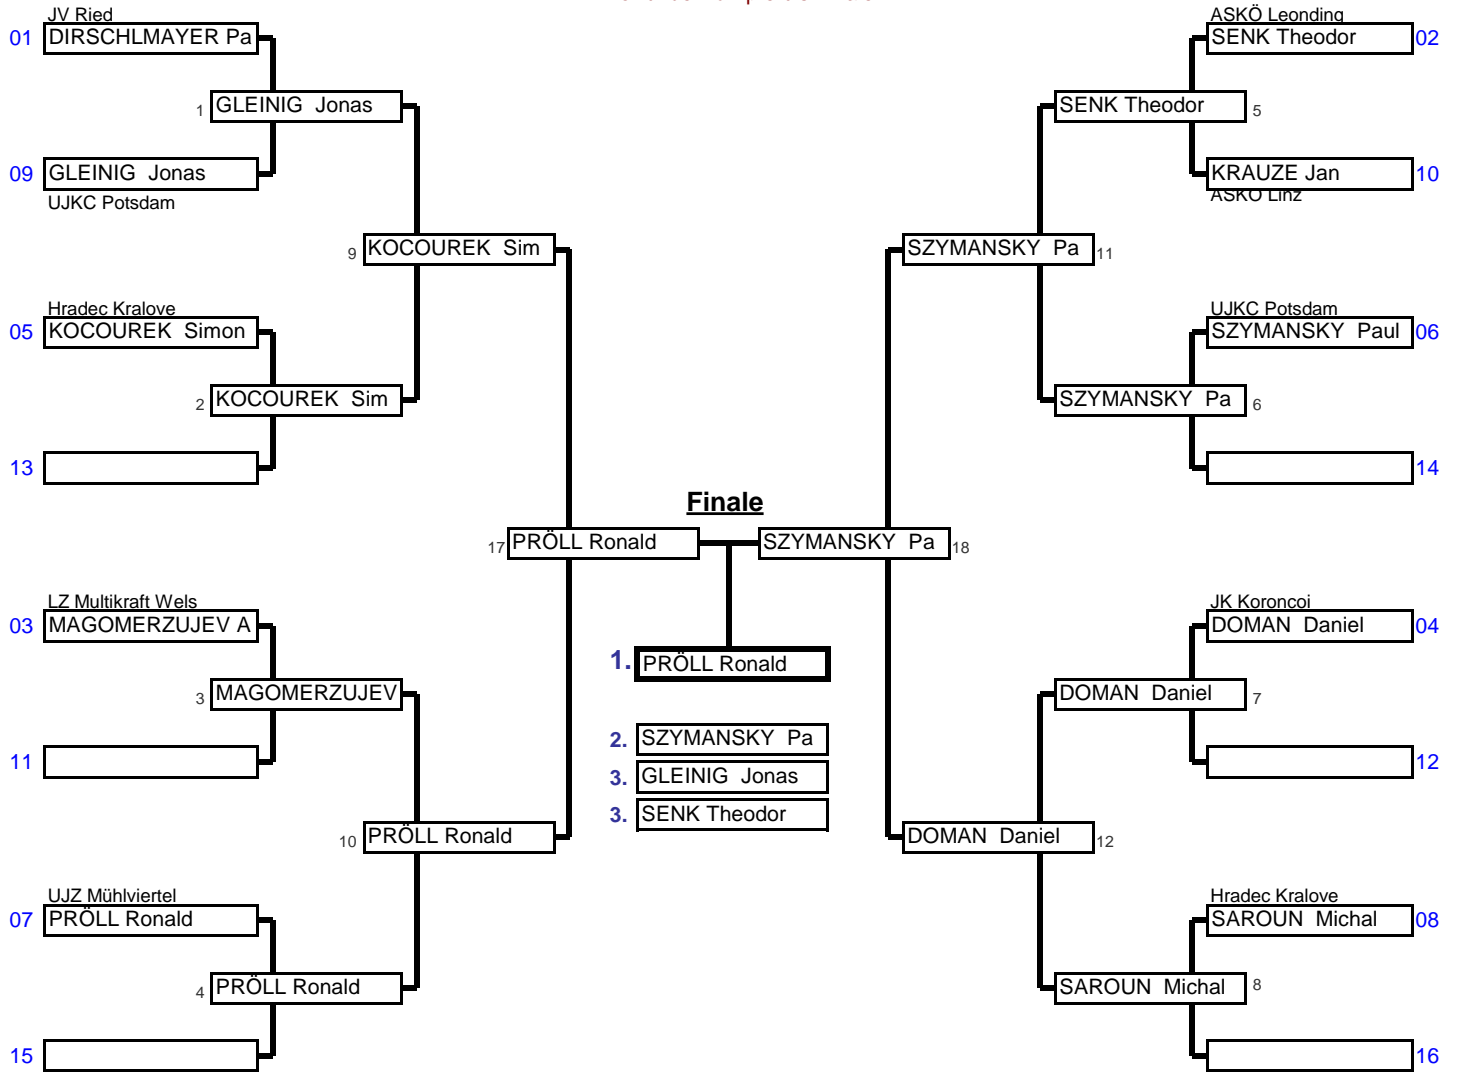 JV Ried
01 DIRSCHLMAYER Pa
1 GLEINIG Jonas
09 GLEINIG Jonas
UJKC Potsdam
9 KOCOUREK Sim
Hradec Kralove
05 KOCOUREK Simon
2 KOCOUREK Sim
13
17 PRÖLL Ronald
LZ Multikraft Wels
03 MAGOMERZUJEV A
3 MAGOMERZUJEV
11
10 PRÖLL Ronald
UJZ Mühlviertel
07 PRÖLL Ronald
4 PRÖLL Ronald
15
Finale
1. PRÖLL Ronald
2. SZYMANSKY Pa
3. GLEINIG Jonas
3. SENK Theodor
ASKÖ Leonding
SENK Theodor 02
SENK Theodor 5
KRAUZE Jan 10
ASKÖ Linz
SZYMANSKY Pa 11
UJKC Potsdam
SZYMANSKY Paul 06
SZYMANSKY Pa 6
14
SZYMANSKY Pa 18
JK Koroncoi
DOMAN Daniel 04
DOMAN Daniel 7
12
DOMAN Daniel 12
Hradec Kralove
SAROUN Michal 08
SAROUN Michal 8
16